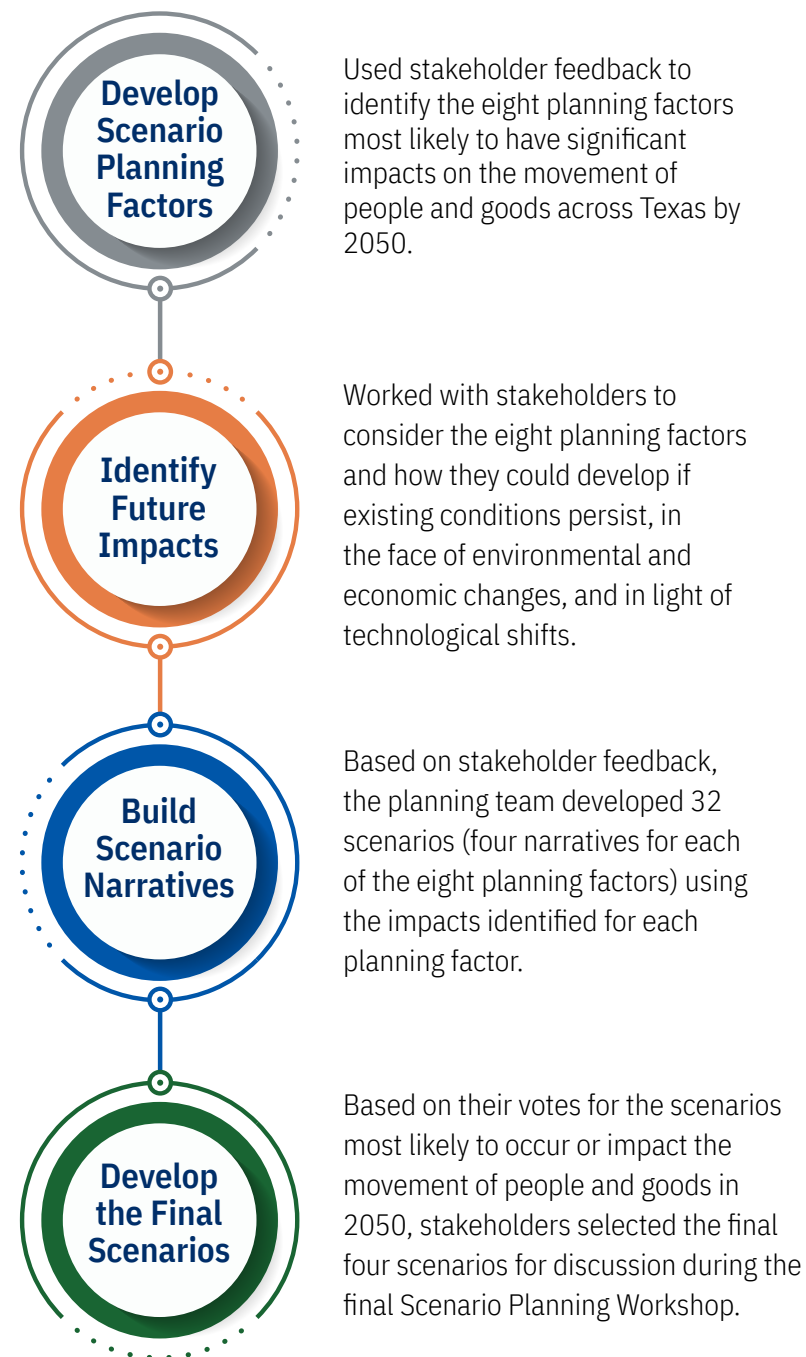 Develop
Scenario
Planning
Factors
Used stakeholder feedback to
identify the eight planning factors
most likely to have significant
impacts on the movement of
people and goods across Texas by
2050.
Identify
Future
Impacts
Worked with stakeholders to
consider the eight planning factors
and how they could develop if
existing conditions persist, in
the face of environmental and
economic changes, and in light of
technological shifts.
Build
Scenario
Narratives
Based on stakeholder feedback,
the planning team developed 32
scenarios (four narratives for each
of the eight planning factors) using
the impacts identified for each
planning factor.
Develop
the Final
Scenarios
Based on their votes for the scenarios
most likely to occur or impact the
movement of people and goods in
2050, stakeholders selected the final
four scenarios for discussion during the
final Scenario Planning Workshop.